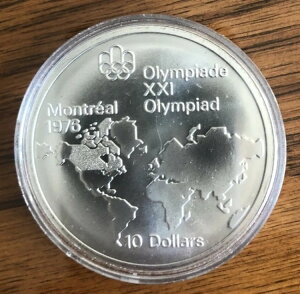 Olympiade
XXI
Olympiad
Montréal
1976
10 Dollars